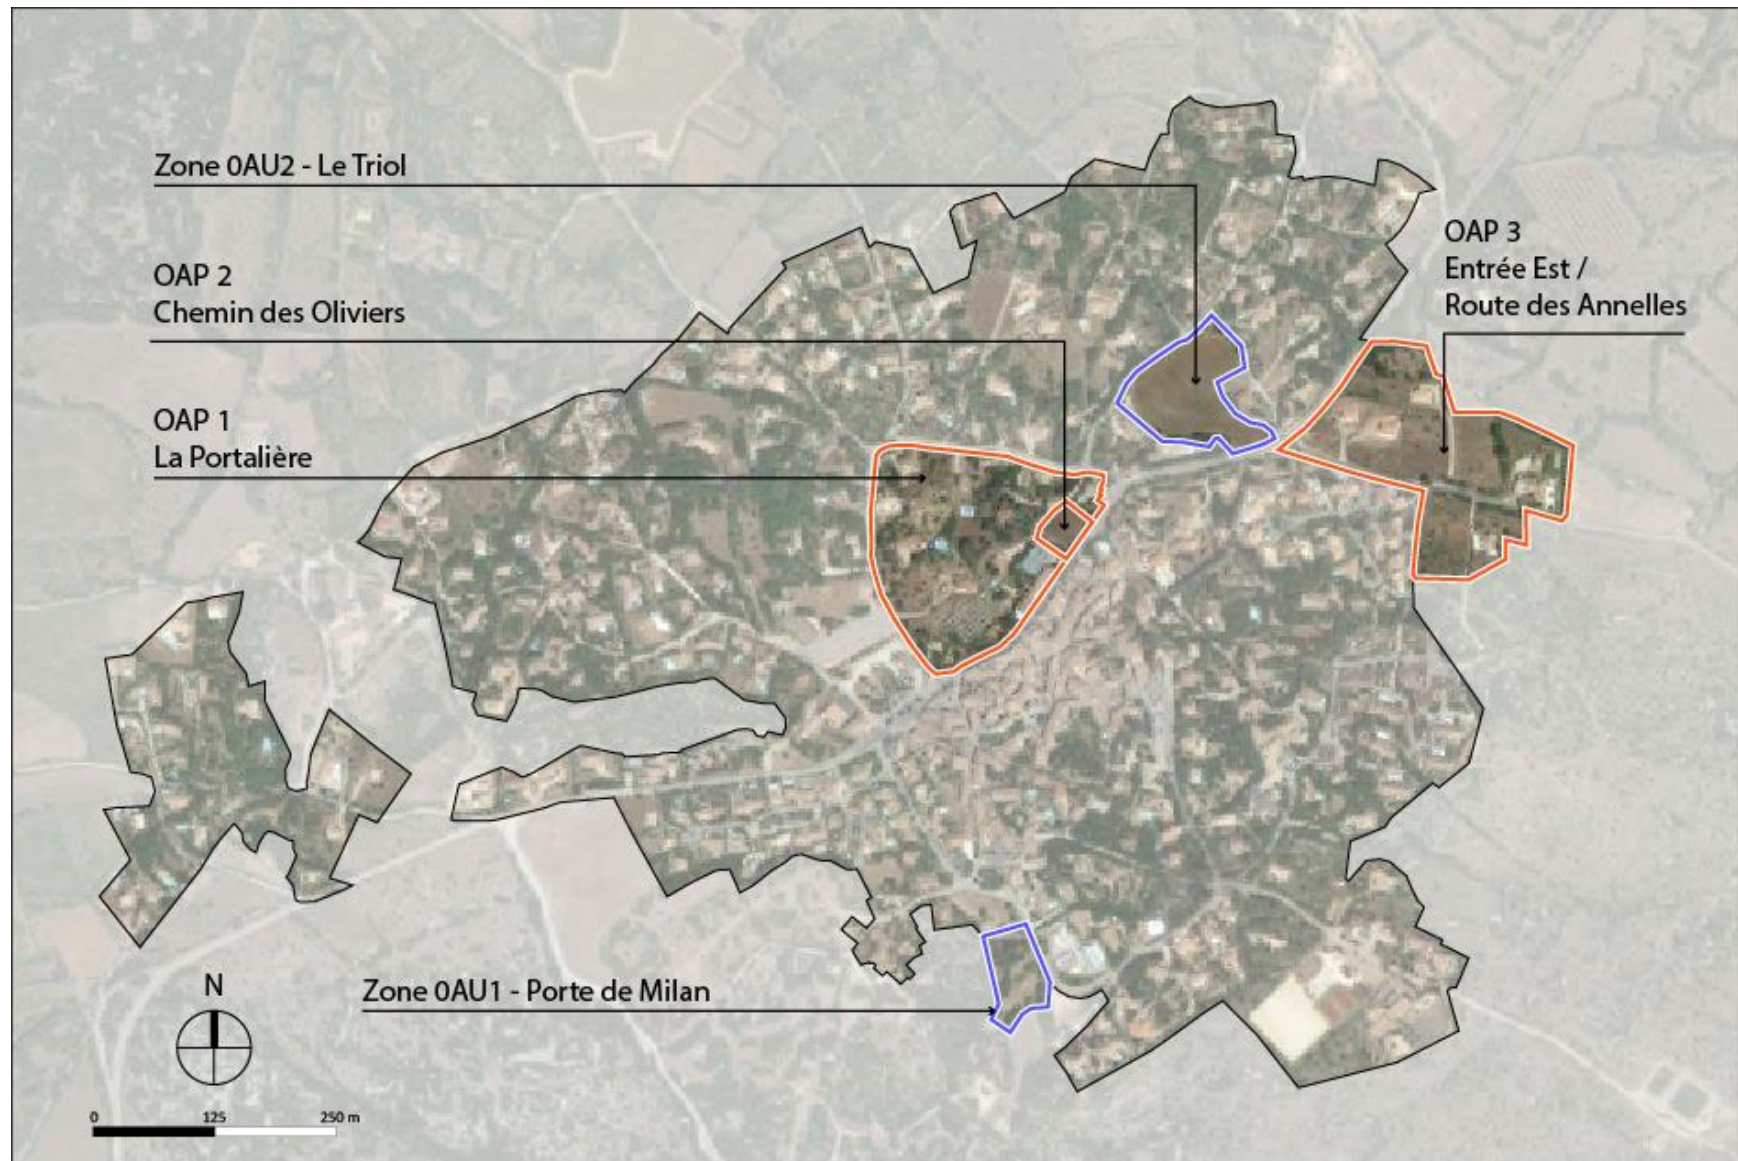 Zone 0AU2 - Le Triol
OAP 3
Entrée Est /
Route des Annelles
OAP 2
Chemin des Oliviers
OAP 1
La Portalière
Zone 0AU1 - Porte de Milan
N
0 125 250 m